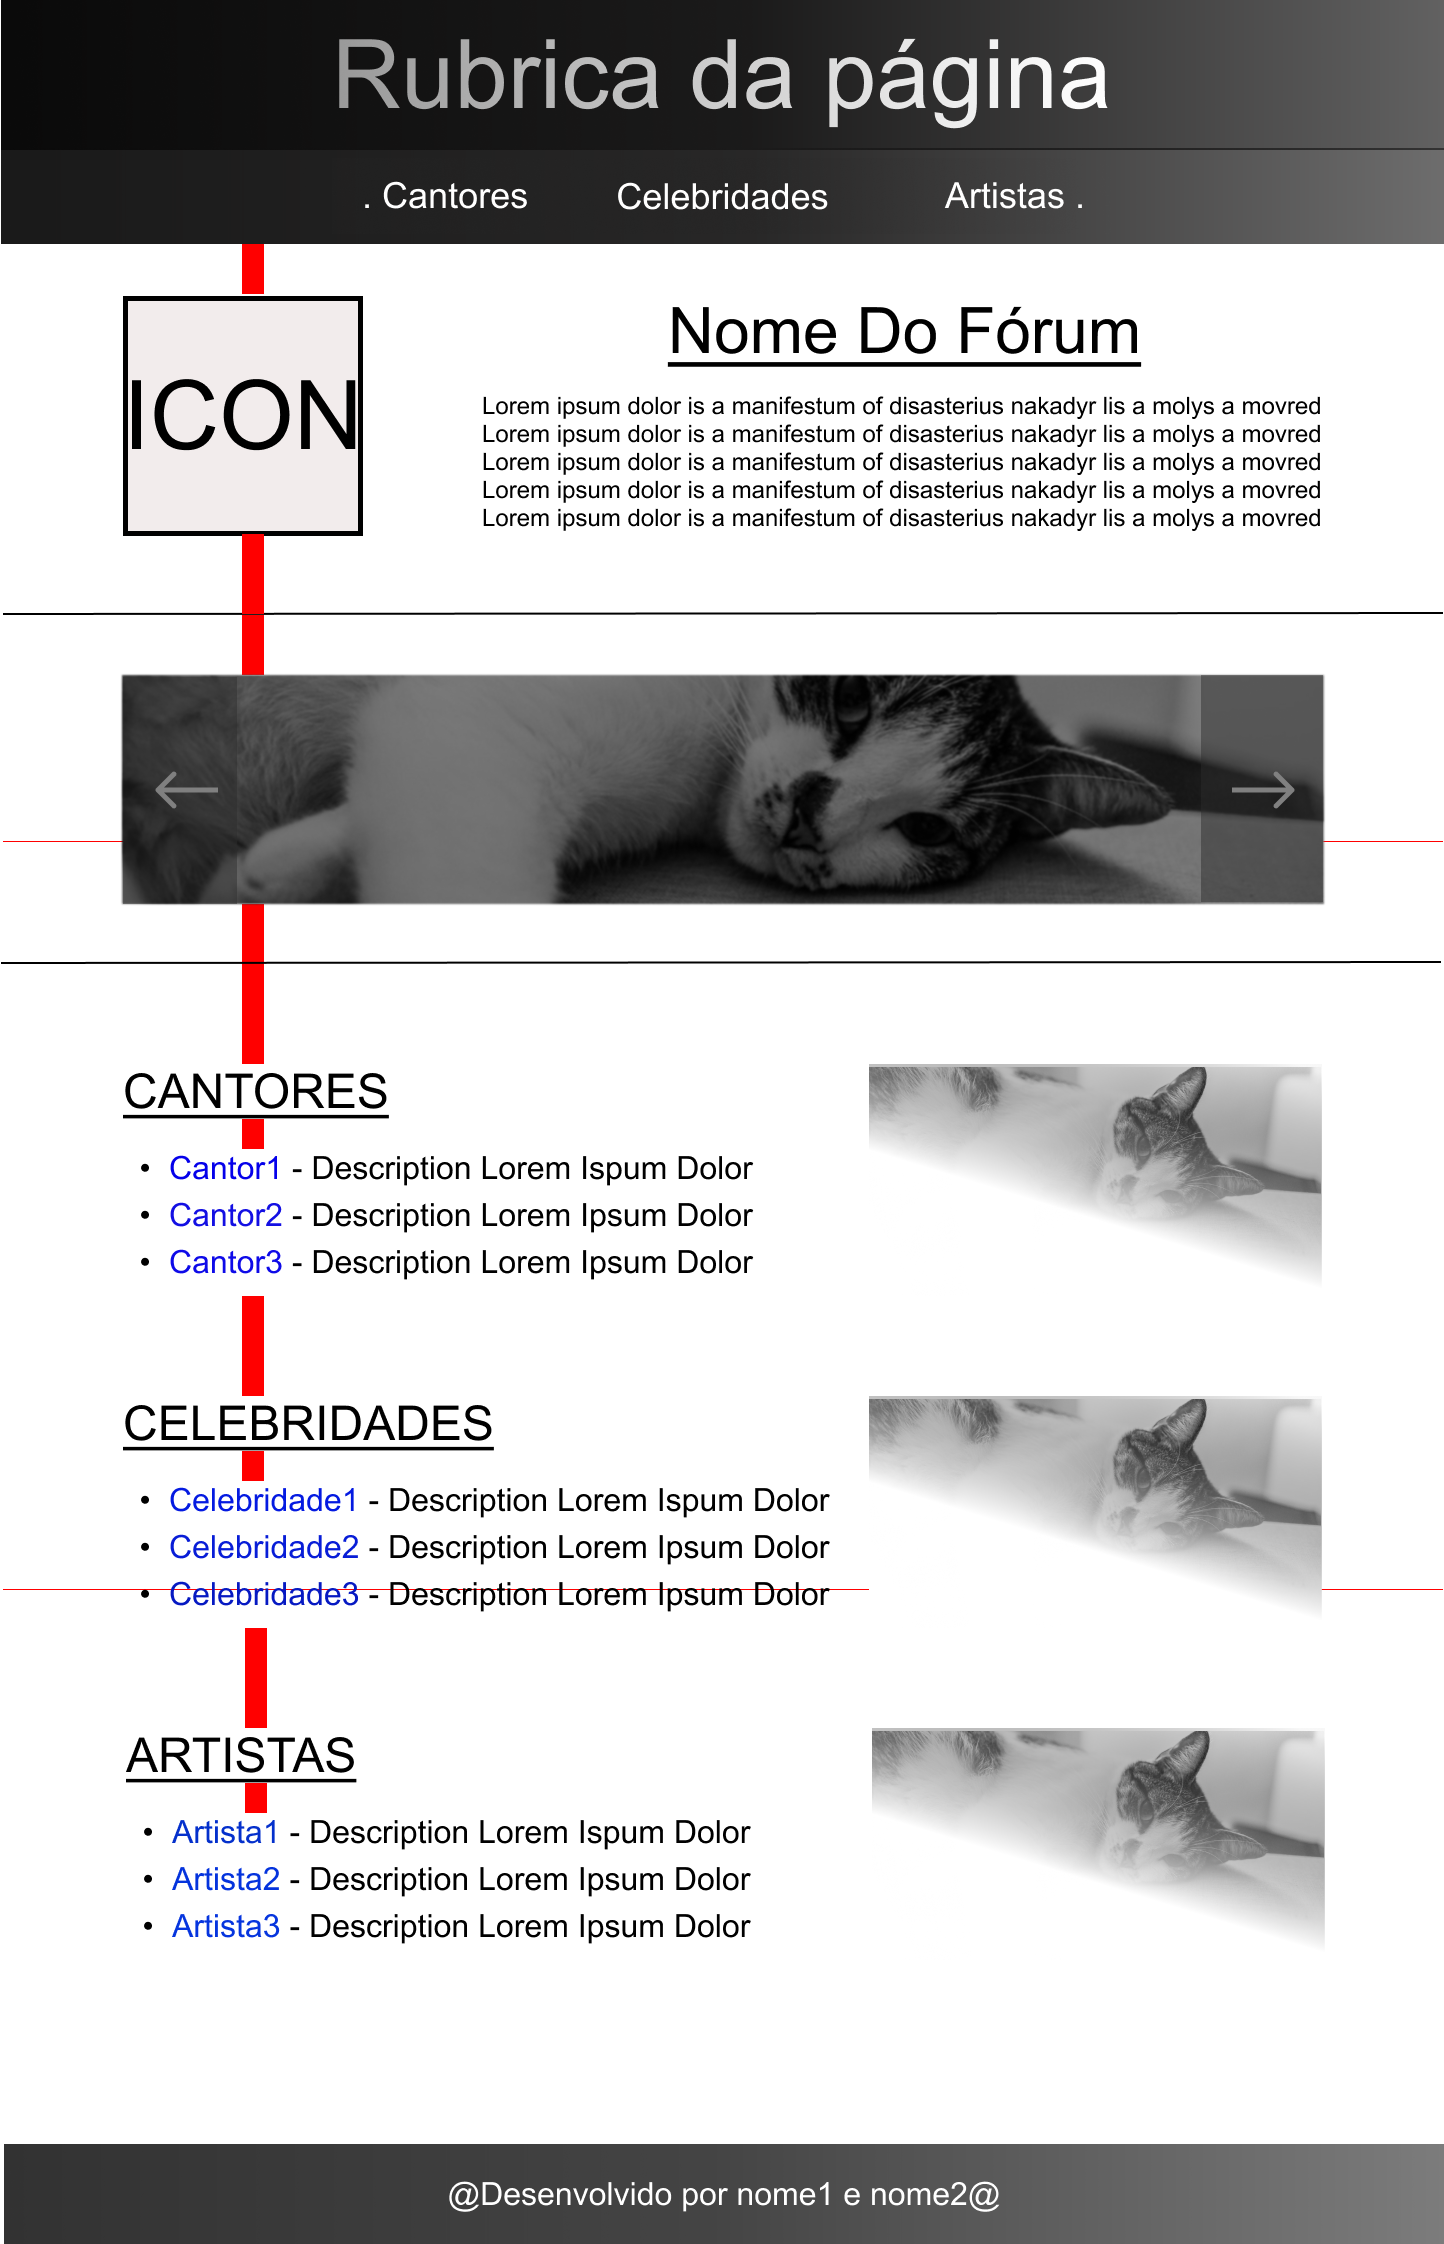 Rubrica da página
. Cantores Celebridades Artistas .
ICON
Nome Do Fórum
Lorem ipsum dolor is a manifestum of disasterius nakadyr lis a molys a movred
Lorem ipsum dolor is a manifestum of disasterius nakadyr lis a molys a movred
Lorem ipsum dolor is a manifestum of disasterius nakadyr lis a molys a movred
Lorem ipsum dolor is a manifestum of disasterius nakadyr lis a molys a movred
Lorem ipsum dolor is a manifestum of disasterius nakadyr lis a molys a movred
CANTORES
• Cantor1 - Description Lorem Ispum Dolor
• Cantor2 - Description Lorem Ipsum Dolor
• Cantor3 - Description Lorem Ipsum Dolor
CELEBRIDADES
• Celebridade1 - Description Lorem Ispum Dolor
• Celebridade2 - Description Lorem Ipsum Dolor
• Celebridade3 - Description Lorem Ipsum Dolor
ARTISTAS
• Artista1 - Description Lorem Ispum Dolor
• Artista2 - Description Lorem Ipsum Dolor
• Artista3 - Description Lorem Ipsum Dolor
@Desenvolvido por nome1 e nome2@